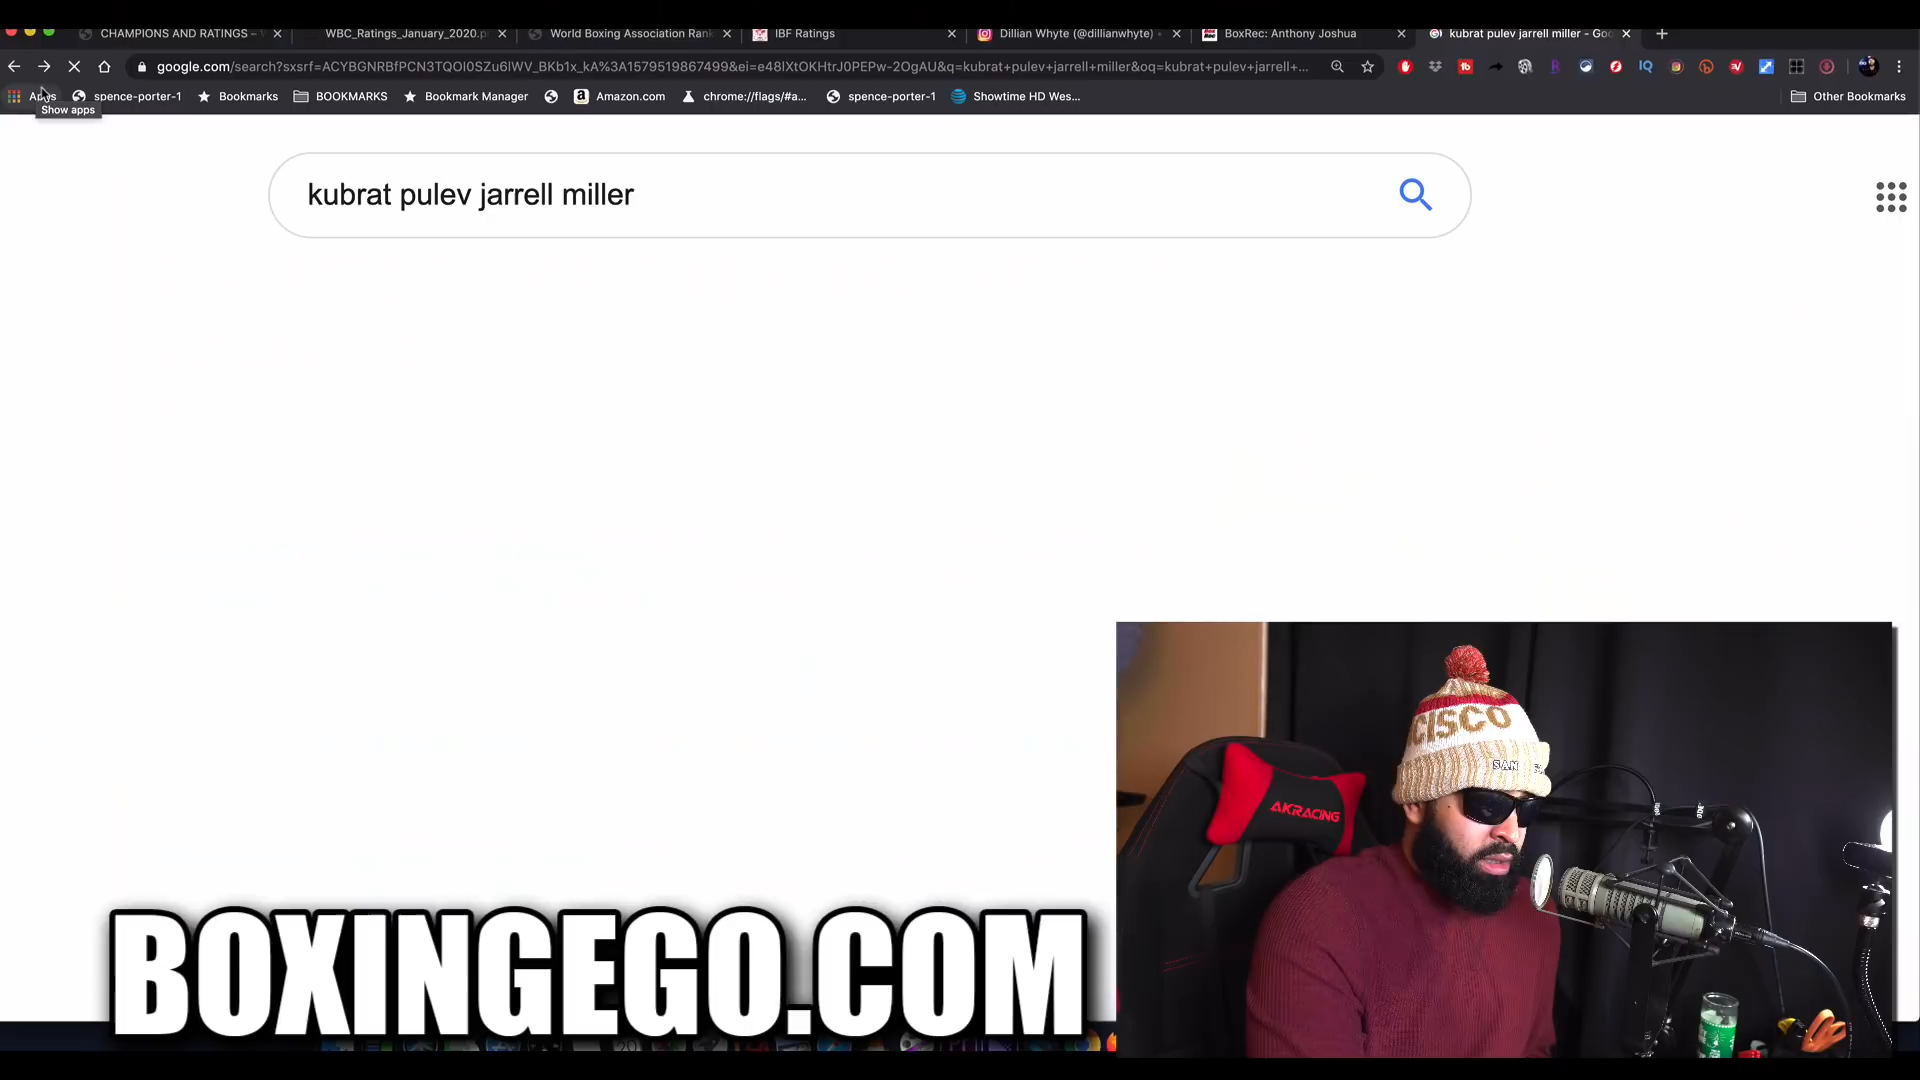 CHAMPIONS AND RATINGS –
WBC_Ratings_January_2020.p
World Boxing Association Rank
IBF Ratings
Dillian Whyte (@dillianwhyte) •
BoxRec: Anthony Joshua
kubrat pulev jarrell miller - Goo
google.com/search?sxsrf=ACYBGNRBfPCN3TQOI0SZu6lWV_BKb1x_kA%3A1579519867499&ei=e48lXtOKHtrJ0PEPw-2OgAU&q=kubrat+pulev+jarrell+miller&oq=kubrat+pulev+jarrell+...
Apps
spence-porter-1
Bookmarks
BOOKMARKS
Bookmark Manager
Amazon.com
chrome://flags/#a...
spence-porter-1
Showtime HD Wes...
Other Bookmarks
Show apps
kubrat pulev jarrell miller
CISCO
SAN
AKRACING
BOXINGEGO.COM